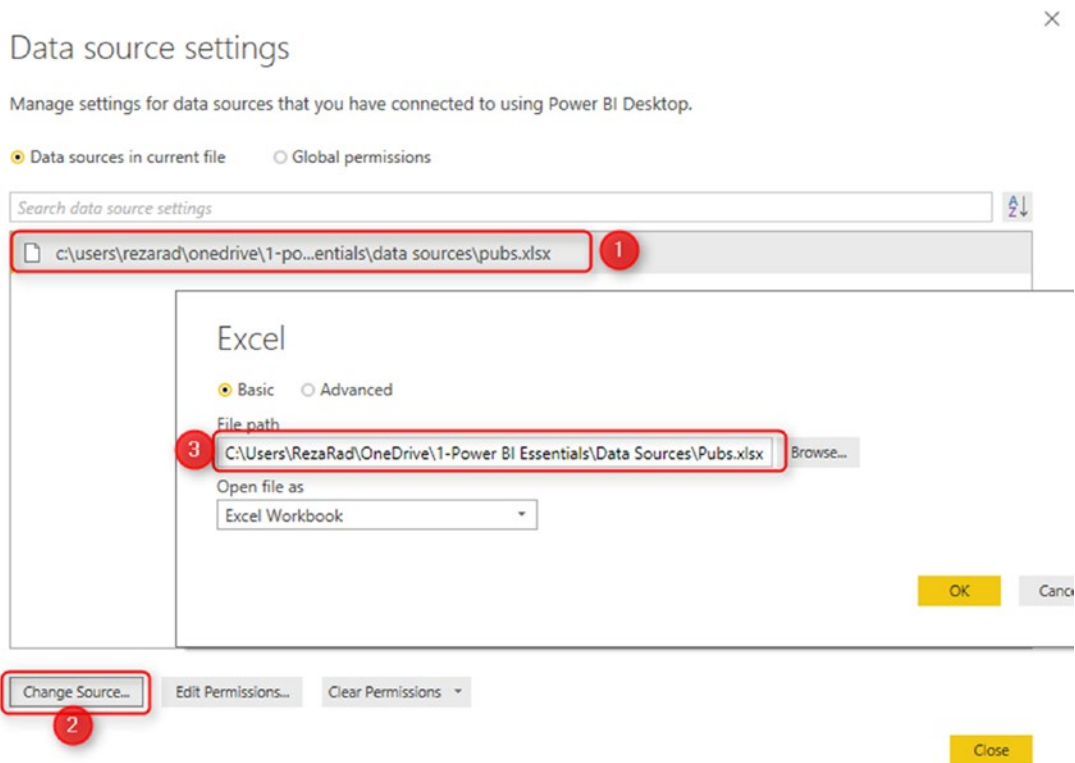 Data source settings
Manage settings for data sources that you have connected to using Power BI Desktop.
Data sources in current file Global permissions
Search data source settings
A
Z
c:\users\rezarad\onedrive\1-po...entials\data sources\pubs.xlsx 1
Excel
Basic Advanced
File path
3 C:\Users\RezaRad\OneDrive\1-Power BI Essentials\Data Sources\Pubs.xlsx Browse...
Open file as
Excel Workbook
OK Cance
Change Source... Edit Permissions... Clear Permissions
2
Close